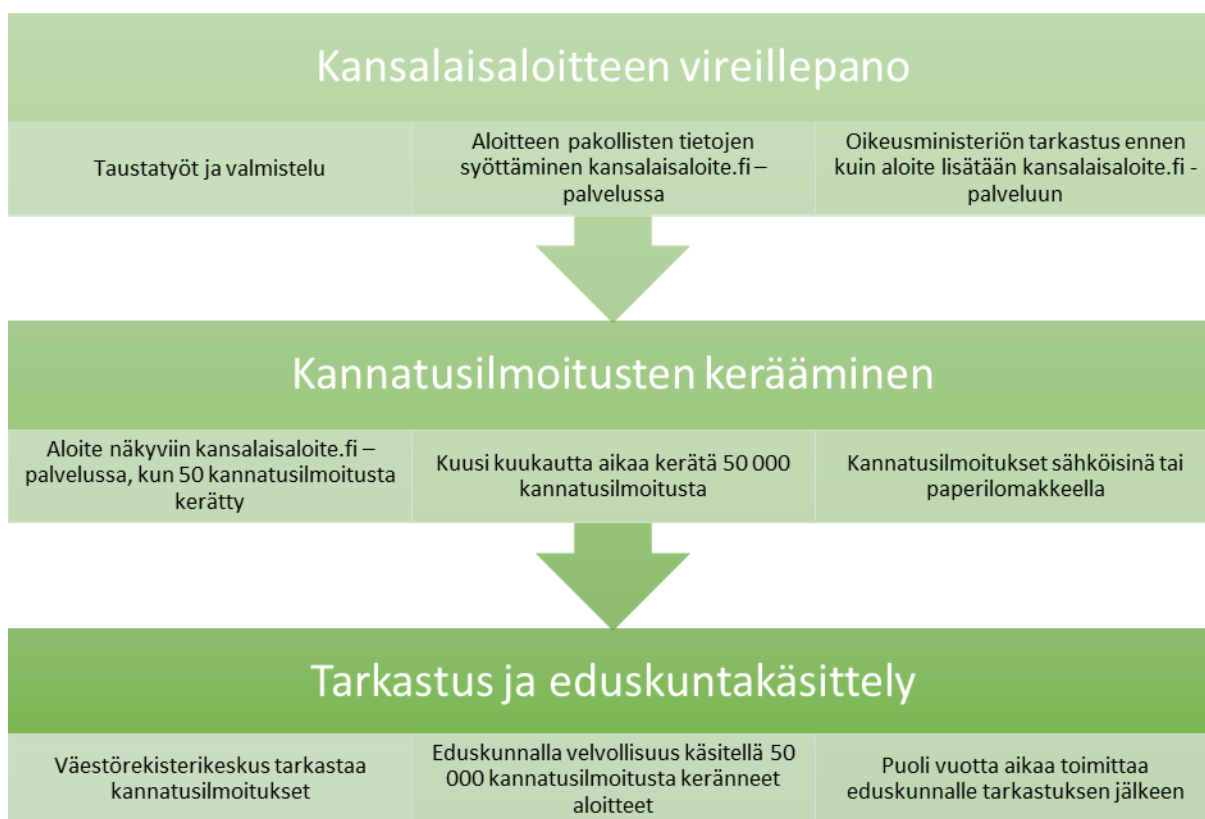 Kansalaisaloitteen vireillepano
Taustatyöt ja valmistelu
Aloitteen pakollisten tietojen
syöttäminen kansalaisaloite.fi –
palvelussa
Oikeusministeriön tarkastus ennen
kuin aloite lisätään kansalaisaloite.fi -
palveluun
Kannatusilmoitusten kerääminen
Aloite näkyviin kansalaisaloite.fi –
palvelussa, kun 50 kannatusilmoitusta
kerätty
Kuusi kuukautta aikaa kerätä 50 000
kannatusilmoitusta
Kannatusilmoitukset sähköisinä tai
paperilomakkeella
Tarkastus ja eduskuntakäsittely
Väestörekisterikeskus tarkastaa
kannatusilmoitukset
Eduskunnalla velvollisuus käsitellä 50
000 kannatusilmoitusta keränneet
aloitteet
Puoli vuotta aikaa toimittaa
eduskunnalle tarkastuksen jälkeen